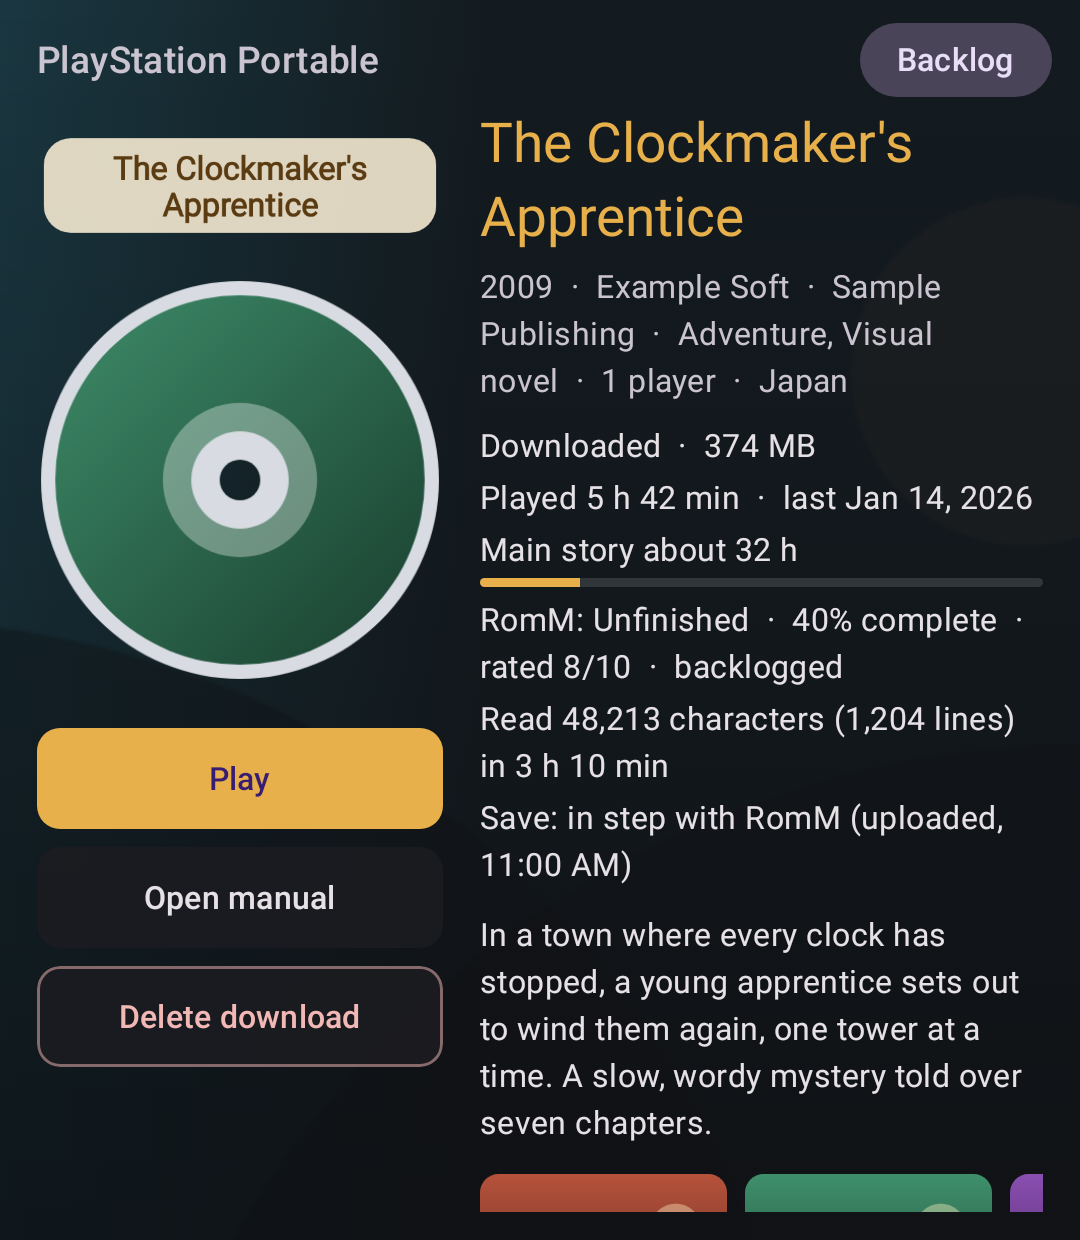 PlayStation Portable
Backlog
The Clockmaker's
Apprentice
The Clockmaker's
Apprentice
2009 · Example Soft · Sample
Publishing · Adventure, Visual
novel · 1 player · Japan
Downloaded · 374 MB
Played 5 h 42 min · last Jan 14, 2026
Main story about 32 h
RomM: Unfinished · 40% complete ·
rated 8/10 · backlogged
Read 48,213 characters (1,204 lines)
in 3 h 10 min
Save: in step with RomM (uploaded,
11:00 AM)
Play
Open manual
Delete download
In a town where every clock has
stopped, a young apprentice sets out
to wind them again, one tower at a
time. A slow, wordy mystery told over
seven chapters.